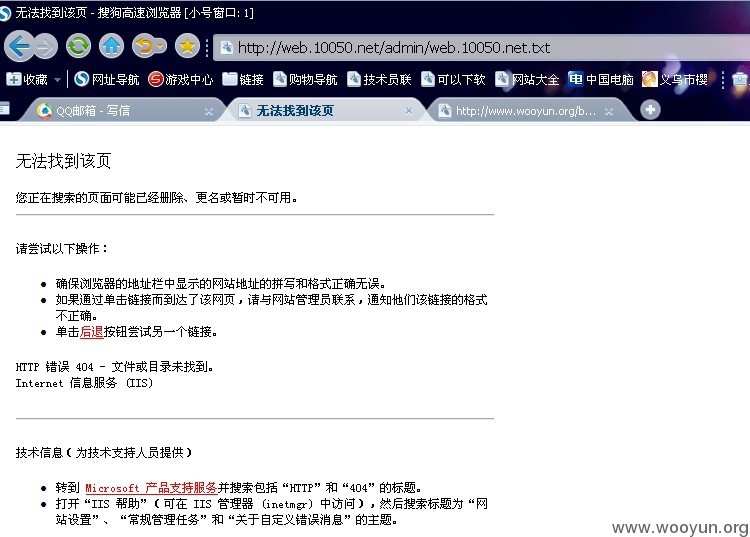 无法找到该页 - 搜狗高速浏览器 [小号窗口: 1]
http://web.10050.net/admin/web.10050.net.txt
收藏 网址导航 游戏中心 链接 购物导航 技术员联 可以下软 网站大全 中国电脑 义乌市樱
QQ邮箱 - 写信 无法找到该页 http://www.wooyun.org/b...
无法找到该页
您正在搜索的页面可能已经删除、更名或暂时不可用。
请尝试以下操作：
确保浏览器的地址栏中显示的网站地址的拼写和格式正确无误。
如果通过单击链接而到达了该网页，请与网站管理员联系，通知他们该链接的格式
不正确。
单击后退按钮尝试另一个链接。
HTTP 错误 404 - 文件或目录未找到。
Internet 信息服务 (IIS)
技术信息（为技术支持人员提供）
转到 Microsoft 产品支持服务并搜索包括“HTTP”和“404”的标题。
打开“IIS 帮助”（可在 IIS 管理器 (inetmgr) 中访问），然后搜索标题为“网
站设置”、“常规管理任务”和“关于自定义错误消息”的主题。
www.wooyun.org